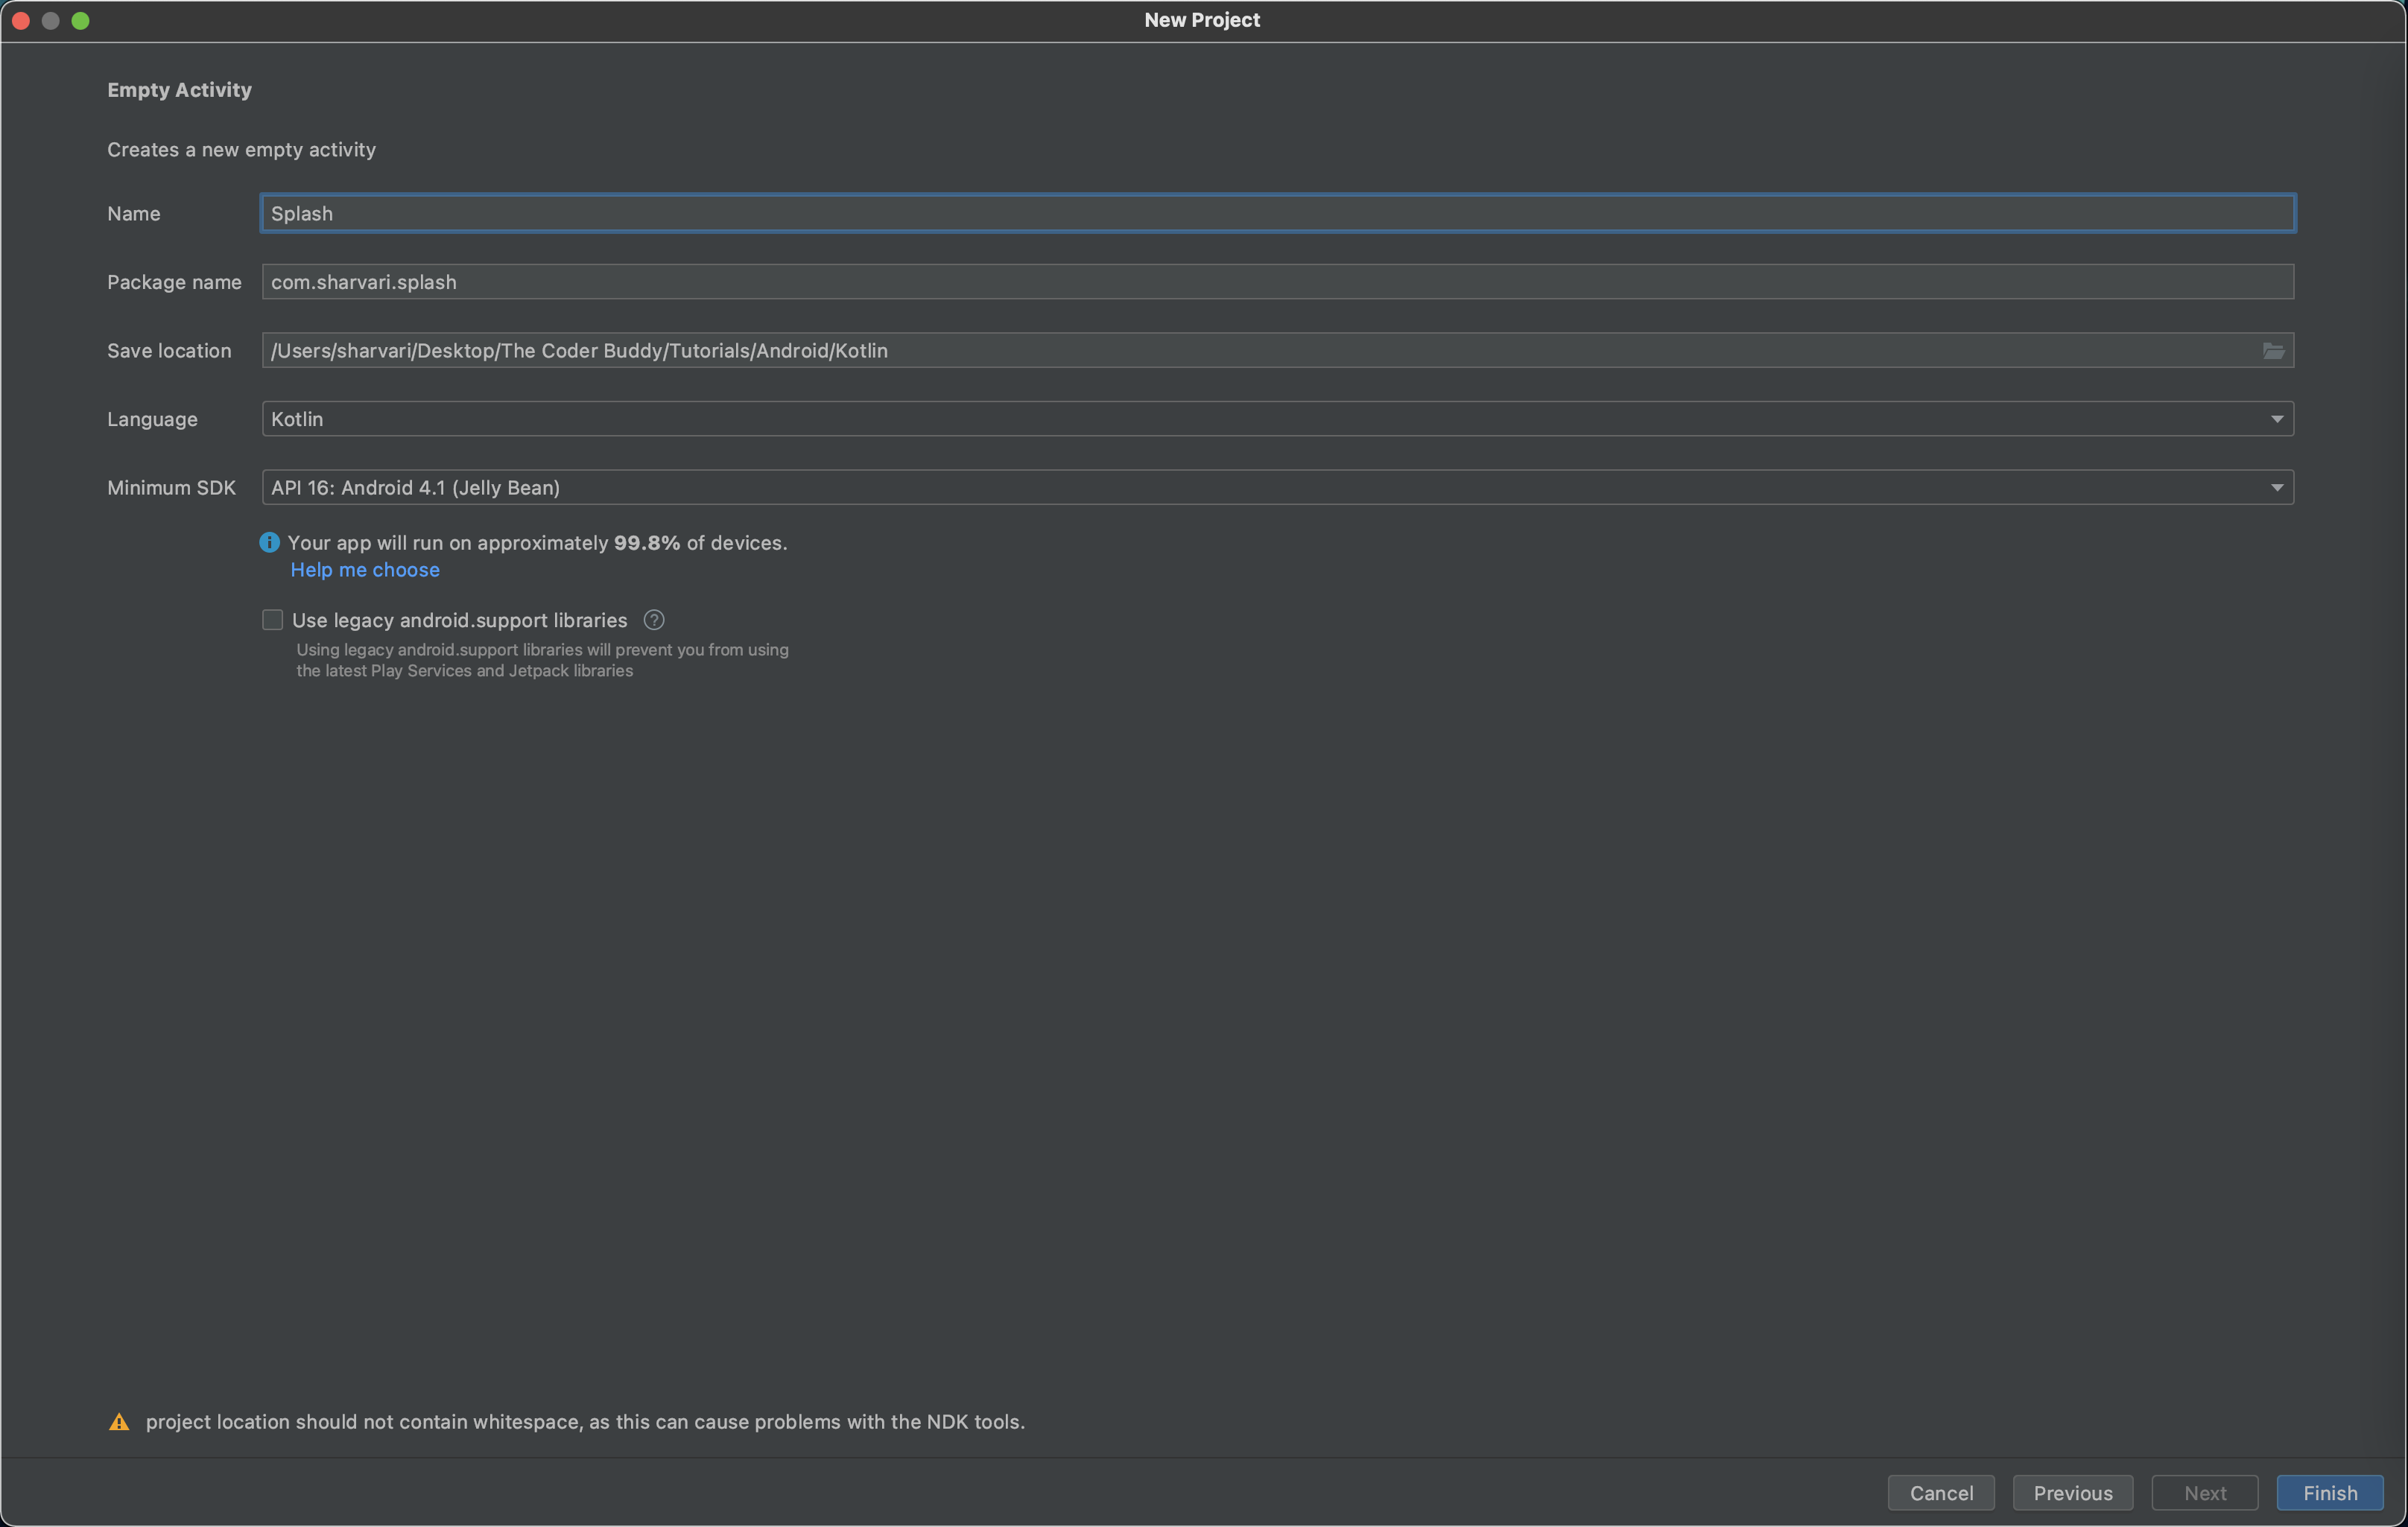 New Project
Empty Activity
Creates a new empty activity
Name Splash
Package name com.sharvari.splash
Save location /Users/sharvari/Desktop/The Coder Buddy/Tutorials/Android/Kotlin
Language Kotlin
Minimum SDK API 16: Android 4.1 (Jelly Bean)
Your app will run on approximately 99.8% of devices.
Help me choose
Use legacy android.support libraries ?
Using legacy android.support libraries will prevent you from using
the latest Play Services and Jetpack libraries
project location should not contain whitespace, as this can cause problems with the NDK tools.
Cancel Previous Next Finish